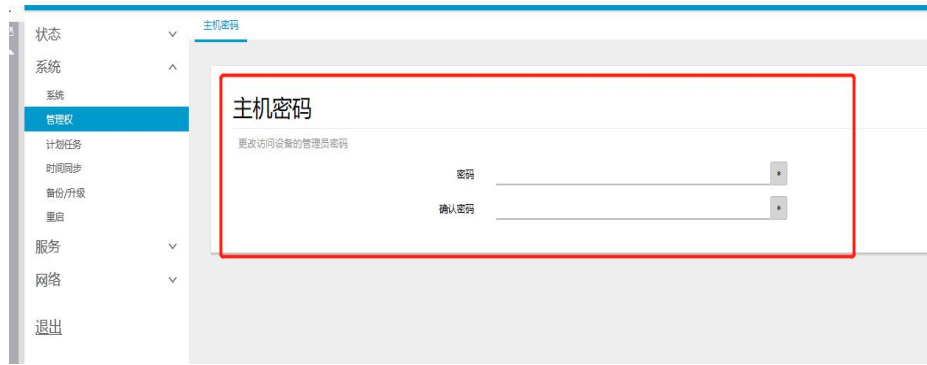 状态
系统
系统
管理权
计划任务
时间同步
备份/升级
重启
服务
网络
退出
主机密码
主机密码
更改访问设备的管理员密码
密码
*
确认密码
*